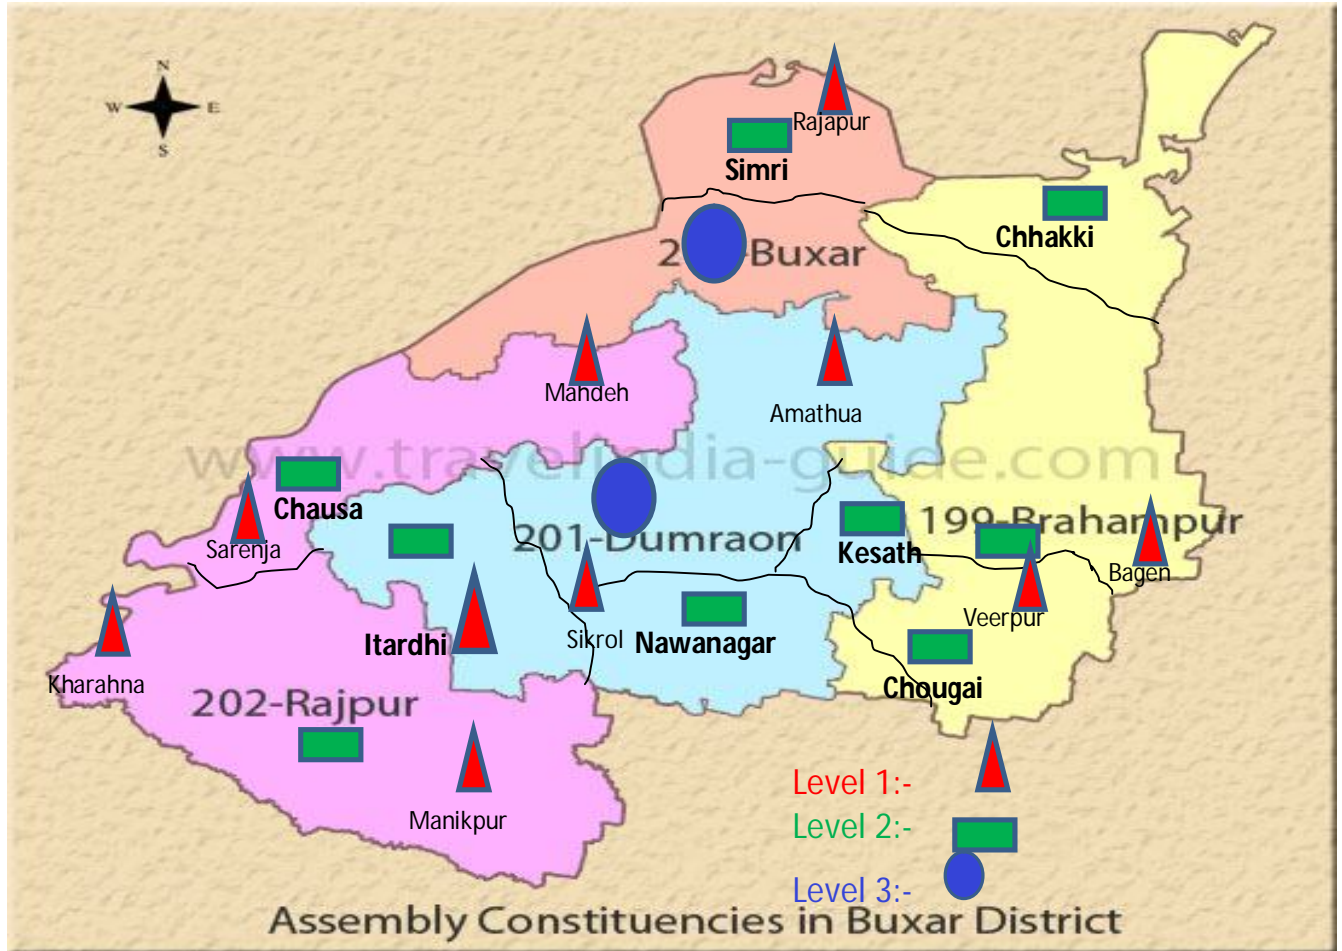 N
W E
S
Rajapur
Simri
Chhakki
2 -Buxar
Mahdeh
Amathua
www.travelindia-guide.com
Chausa
Sarenja
201-Dumraon
Kesath
199-Brahampur
Bagen
Veerpur
Itardhi
Sikrol
Nawanagar
Kharahna
Chougai
202-Rajpur
Manikpur
Level 1:-
Level 2:-
Level 3:-
Assembly Constituencies in Buxar District